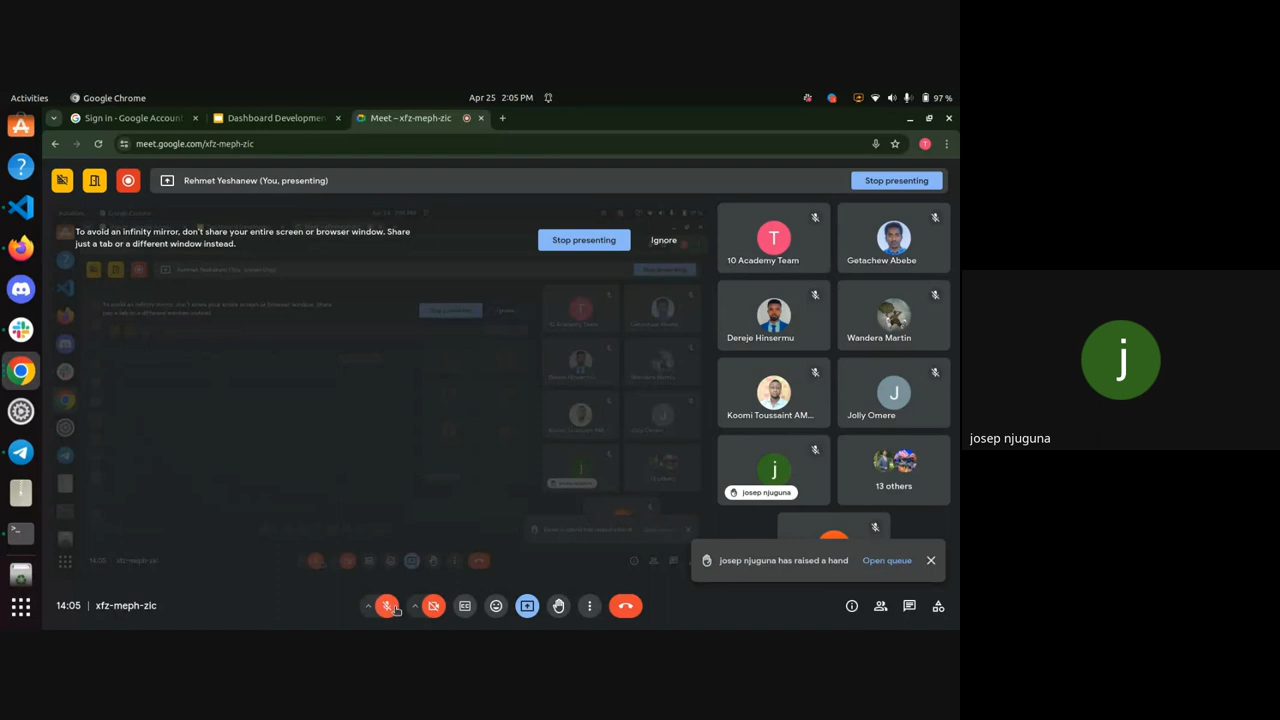 Activities
Google Chrome
Apr 25 2:05 PM
97 %
Sign in - Google Accoun
Dashboard Developmen
Meet – xfz-meph-zic
meet.google.com/xfz-meph-zic
T
Rehmet Yeshanew (You, presenting)
Stop presenting
To avoid an infinity mirror, don't share your entire screen or browser window. Share
just a tab or a different window instead.
Stop presenting
Ignore
T
10 Academy Team
Getachew Abebe
Dereje Hinsermu
Wandera Martin
Koomi Toussaint AM...
J
Jolly Omere
j
josep njuguna
13 others
josep njuguna has raised a hand
Open queue
14:05 | xfz-meph-zic
j
josep njuguna